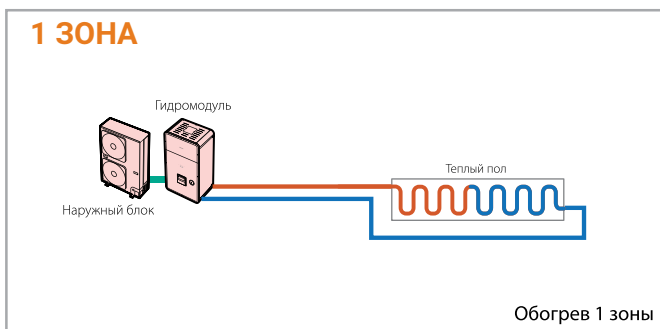 1 ЗОНА
Гидромодуль
Теплый пол
Наружный блок
Обогрев 1 зоны